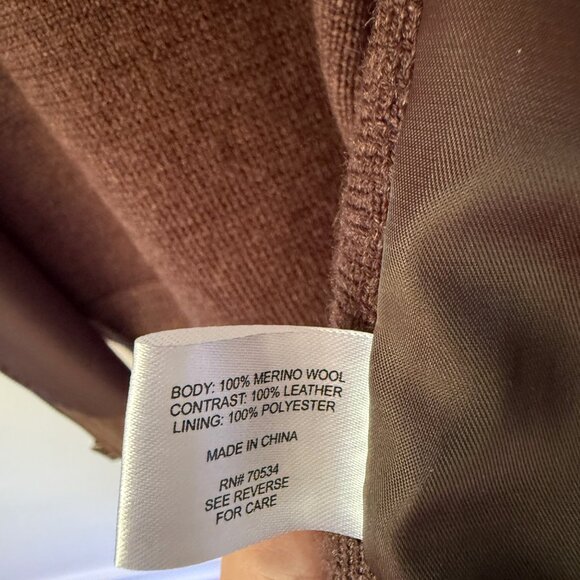 BODY: 100% MERINO WOOL
CONTRAST: 100% LEATHER
LINING: 100% POLYESTER
MADE IN CHINA
RN# 70534
SEE REVERSE
FOR CARE